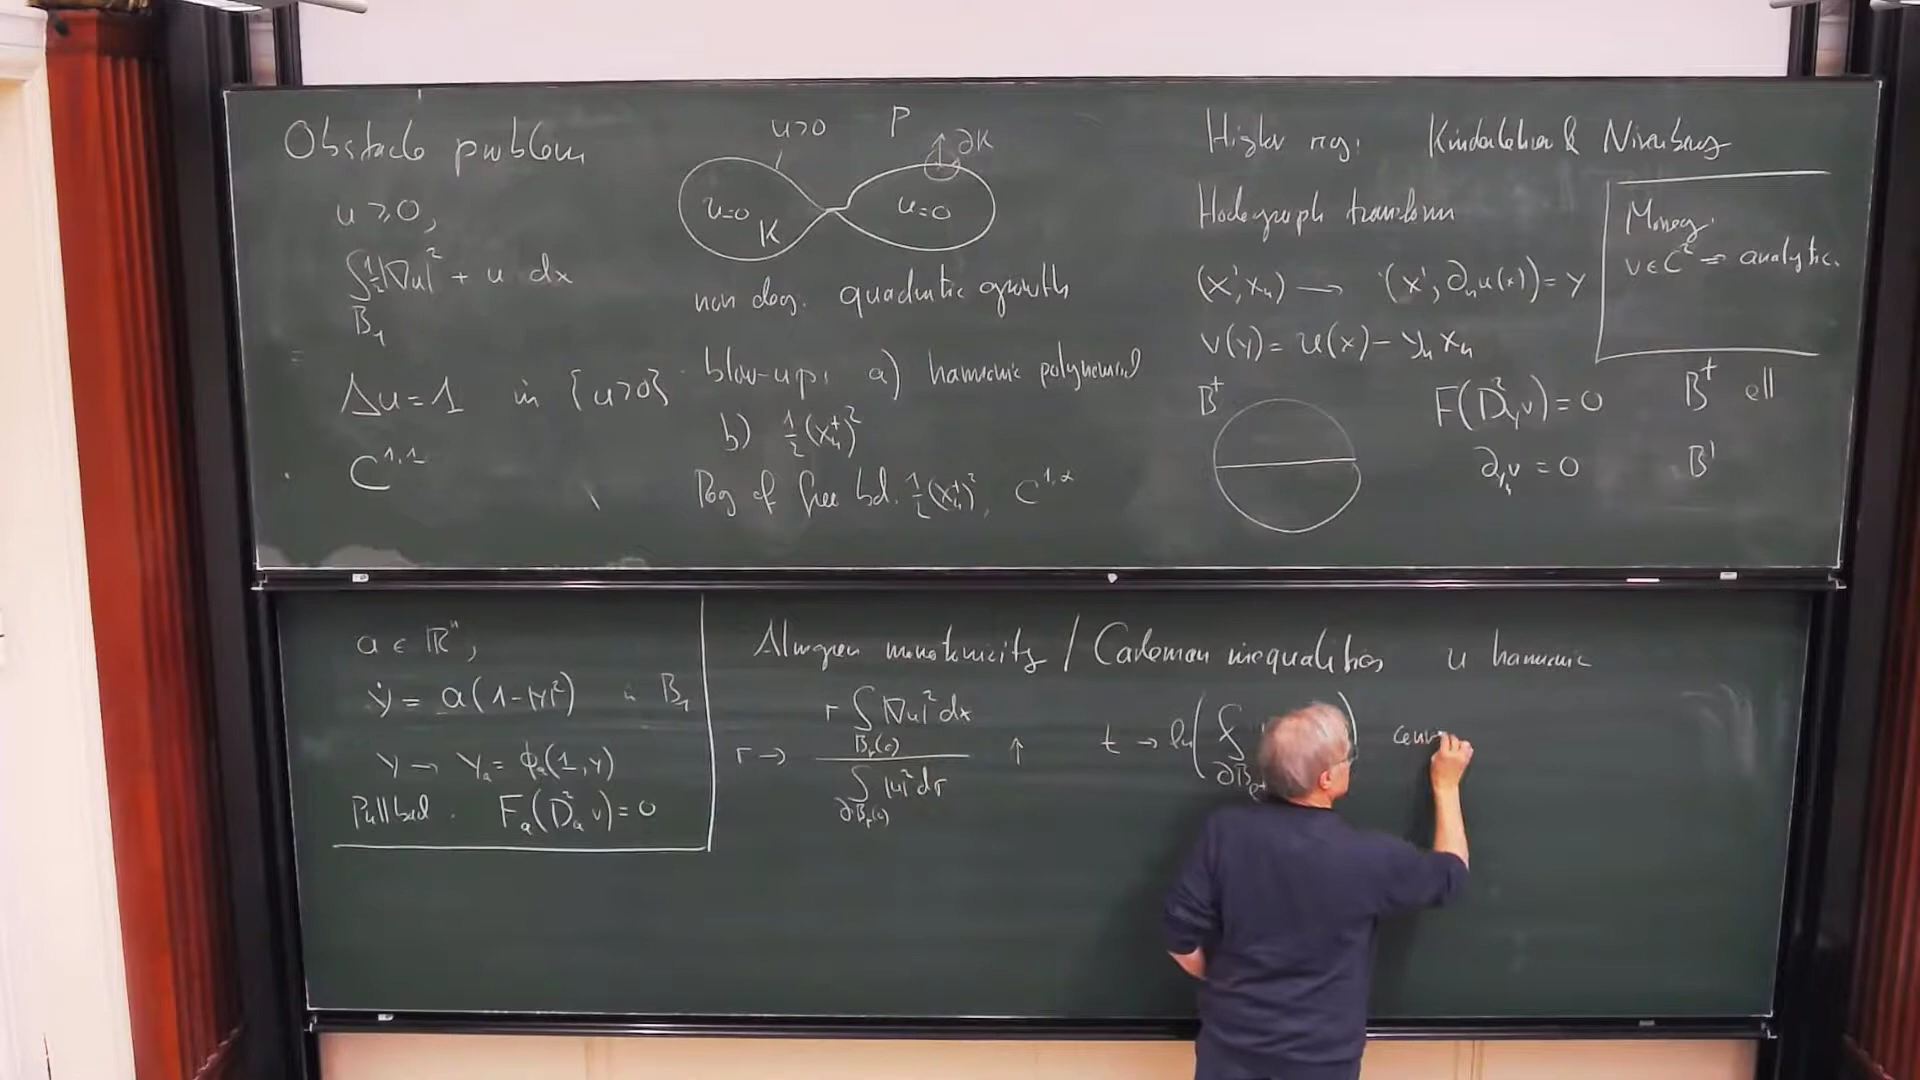 Obstacle problem
u ≥ 0,
∫_{B_1} ½|∇u|² + u dx
Δu = 1 in {u>0}
C^{1,1}
u>0 P ∂K
u=0 K u=0
non deg. quadratic growth
blow-ups a) harmonic polynomial
b) ½(x_n^+)²
Reg of free bd. ½(x_n^+)², C^{1,α}
Higher reg. Kinderlehrer & Nirenberg
Hodograph transform
(x', x_n) → (x', ∂_n u(x)) = y
v(y) = u(x) − y_n x_n
Morrey
v ∈ C² ⇒ analytic.
B^+
F(D²_y v) = 0 B^+ ell
∂_{y_n} v = 0 B'
a ∈ ℝ^n,
ẏ = a(1−|y|²) in B_1
y → y_a = ϕ_a(1, y)
Pullback. F_a(D²_a v) = 0
Almgren monotonicity / Carleman inequalities u harmonic
r → r ∫_{B_r(0)} |∇u|² dx / ∫_{∂B_r(0)} |u|² dσ ↑
t → ln(